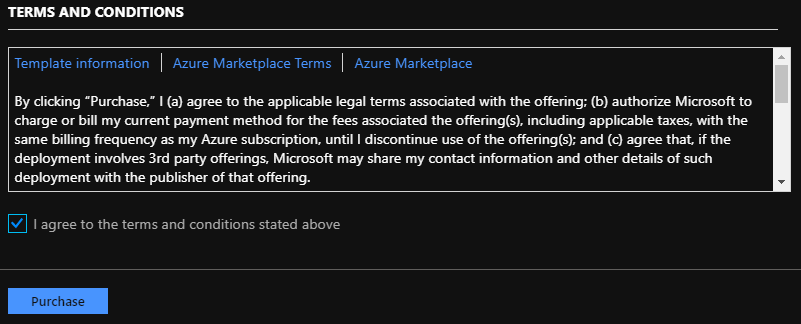 TERMS AND CONDITIONS
Template information | Azure Marketplace Terms | Azure Marketplace
By clicking “Purchase,” I (a) agree to the applicable legal terms associated with the offering; (b) authorize Microsoft to
charge or bill my current payment method for the fees associated the offering(s), including applicable taxes, with the
same billing frequency as my Azure subscription, until I discontinue use of the offering(s); and (c) agree that, if the
deployment involves 3rd party offerings, Microsoft may share my contact information and other details of such
deployment with the publisher of that offering.
I agree to the terms and conditions stated above
Purchase